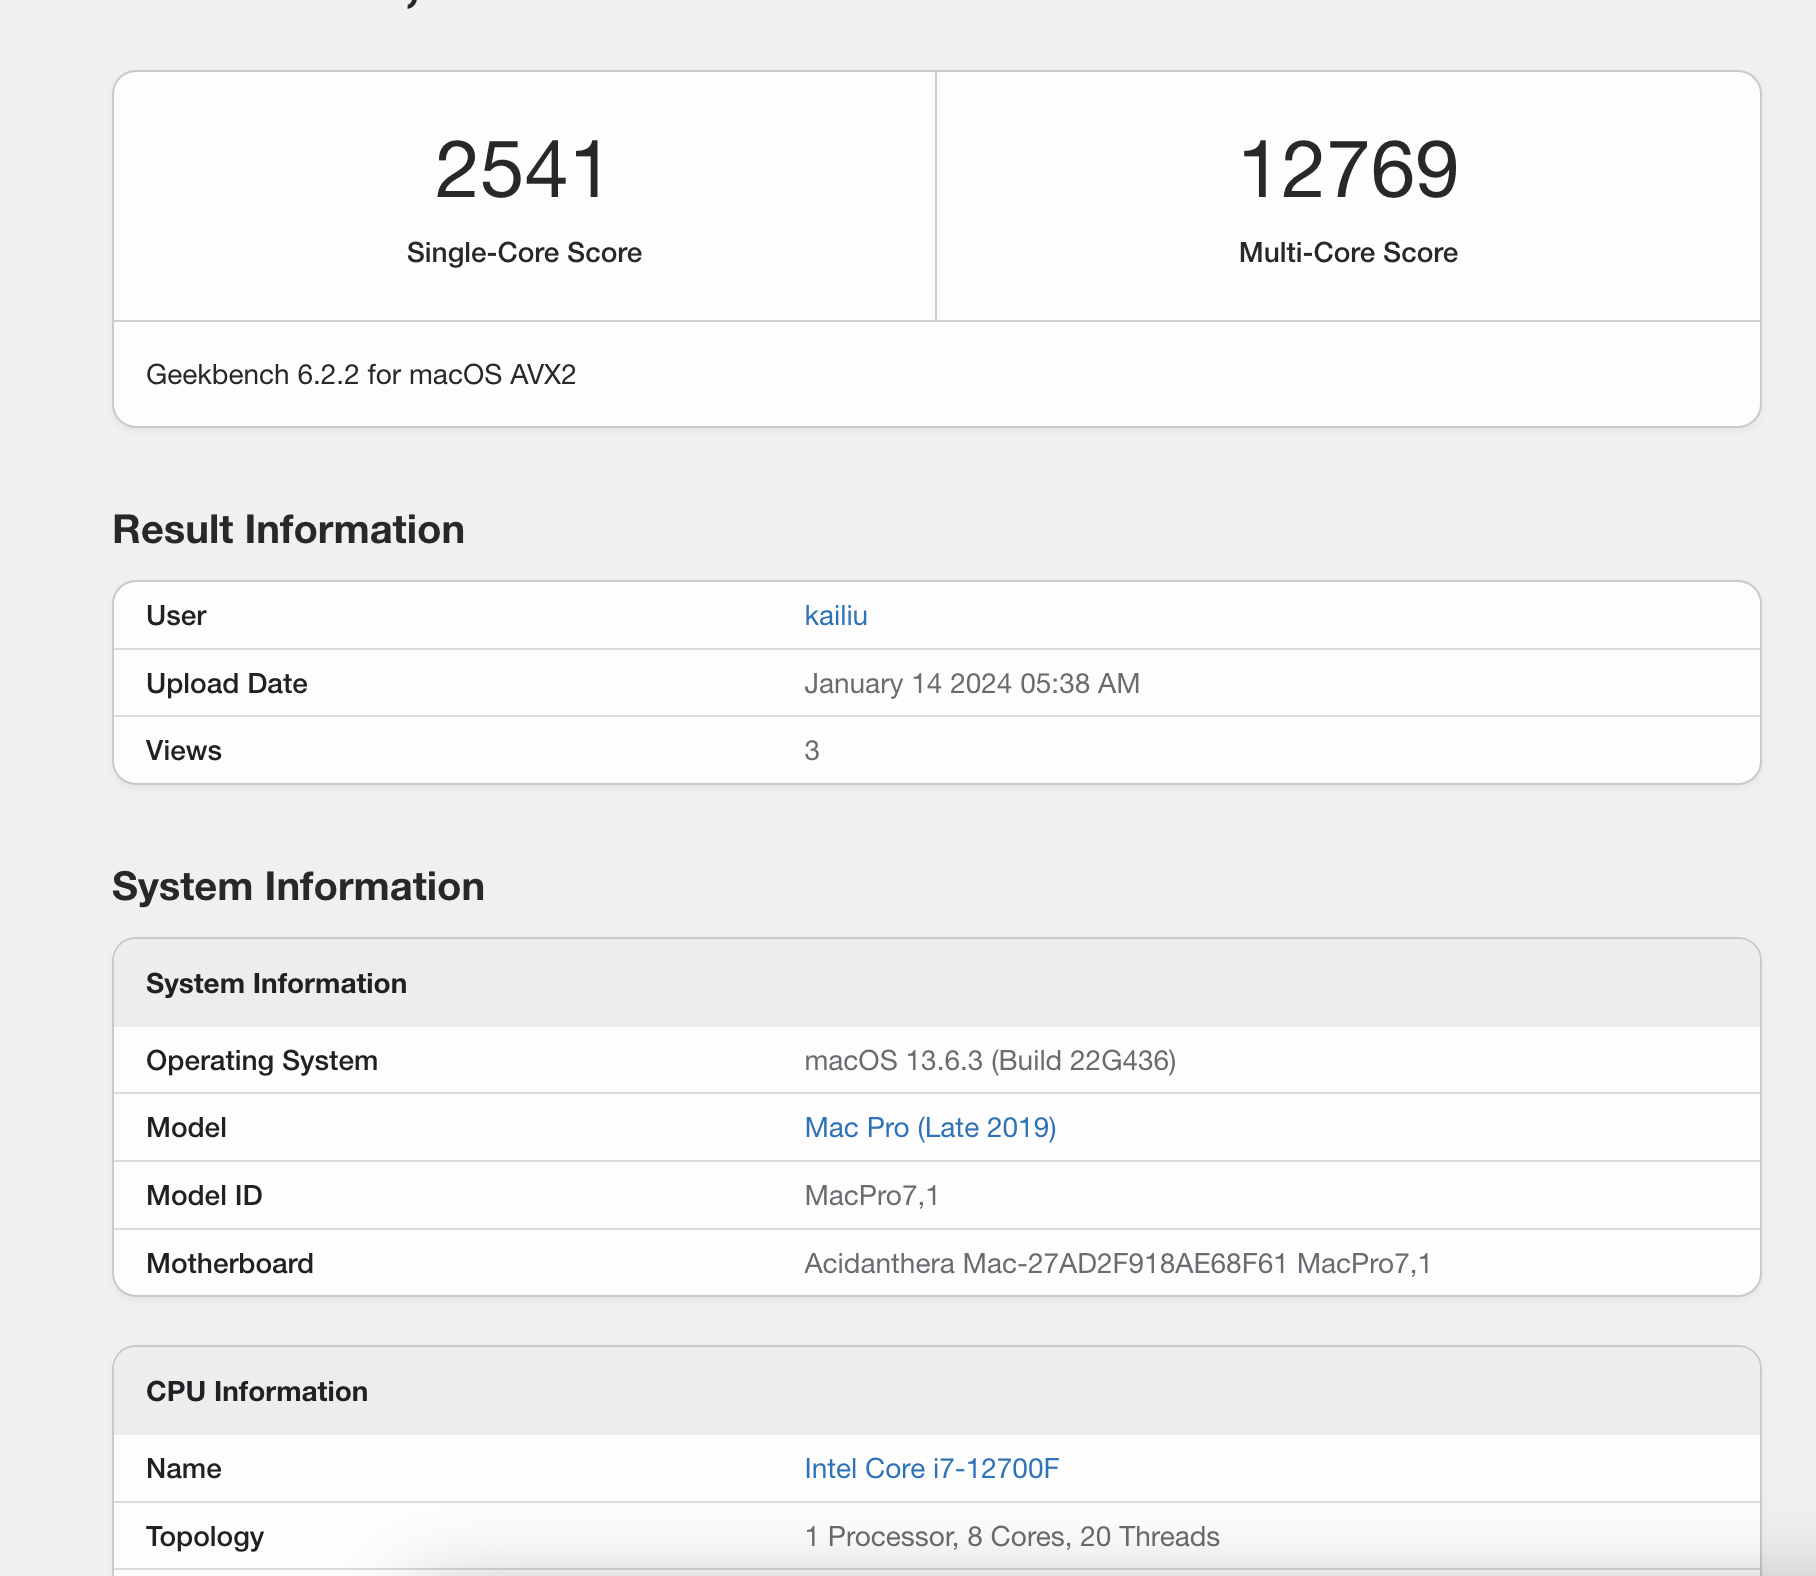 2541
Single-Core Score
12769
Multi-Core Score
Geekbench 6.2.2 for macOS AVX2
Result Information
User kailiu
Upload Date January 14 2024 05:38 AM
Views 3
System Information
System Information
Operating System macOS 13.6.3 (Build 22G436)
Model Mac Pro (Late 2019)
Model ID MacPro7,1
Motherboard Acidanthera Mac-27AD2F918AE68F61 MacPro7,1
CPU Information
Name Intel Core i7-12700F
Topology 1 Processor, 8 Cores, 20 Threads